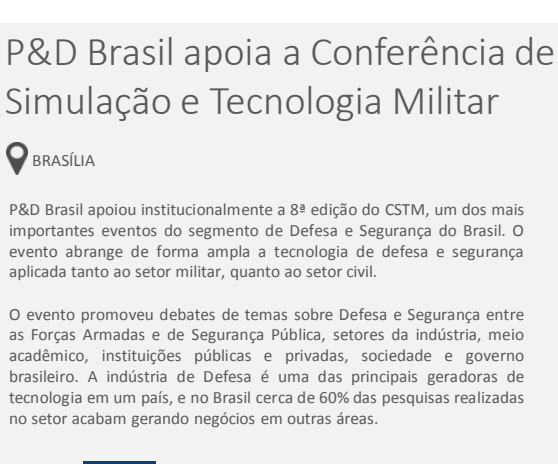 P&D Brasil apoia a Conferência de
Simulação e Tecnologia Militar
BRASÍLIA
P&D Brasil apoiou institucionalmente a 8ª edição do CSTM, um dos mais
importantes eventos do segmento de Defesa e Segurança do Brasil. O
evento abrange de forma ampla a tecnologia de defesa e segurança
aplicada tanto ao setor militar, quanto ao setor civil.
O evento promoveu debates de temas sobre Defesa e Segurança entre
as Forças Armadas e de Segurança Pública, setores da indústria, meio
acadêmico, instituições públicas e privadas, sociedade e governo
brasileiro. A indústria de Defesa é uma das principais geradoras de
tecnologia em um país, e no Brasil cerca de 60% das pesquisas realizadas
no setor acabam gerando negócios em outras áreas.